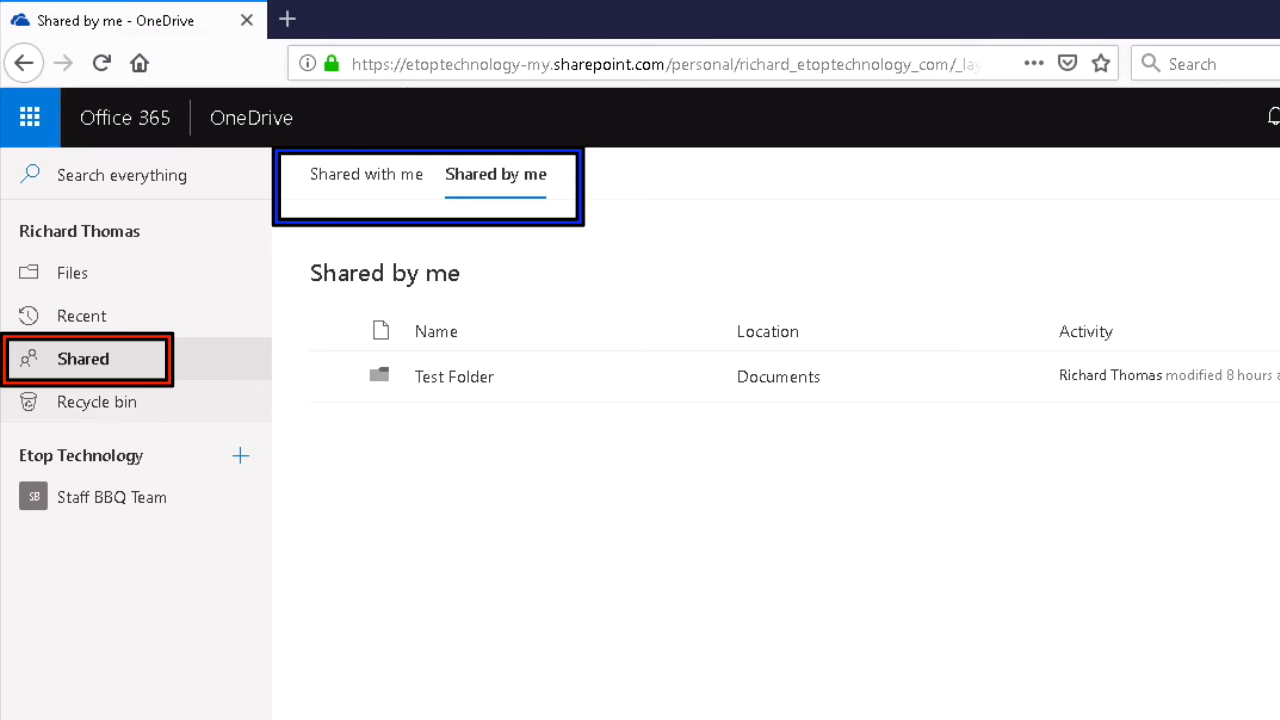 Shared by me - OneDrive
https://etoptechnology-my.sharepoint.com/personal/richard_etoptechnology_com/_lay
Search
Office 365 OneDrive
Search everything
Shared with me Shared by me
Richard Thomas
Files
Recent
Shared
Recycle bin
Etop Technology
SB Staff BBQ Team
Shared by me
Name Location Activity
Test Folder Documents Richard Thomas modified 8 hours a